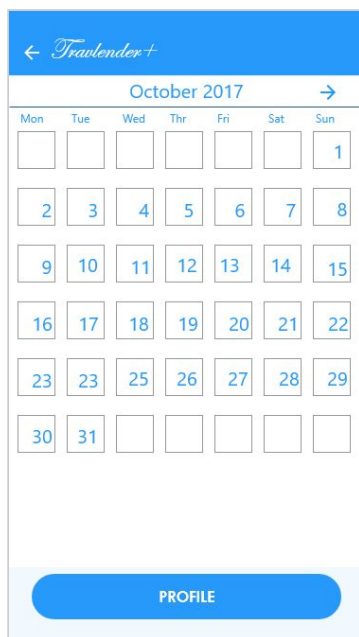 ← Travlender+
October 2017 →
Mon Tue Wed Thr Fri Sat Sun
1
2 3 4 5 6 7 8
9 10 11 12 13 14 15
16 17 18 19 20 21 22
23 23 25 26 27 28 29
30 31
PROFILE